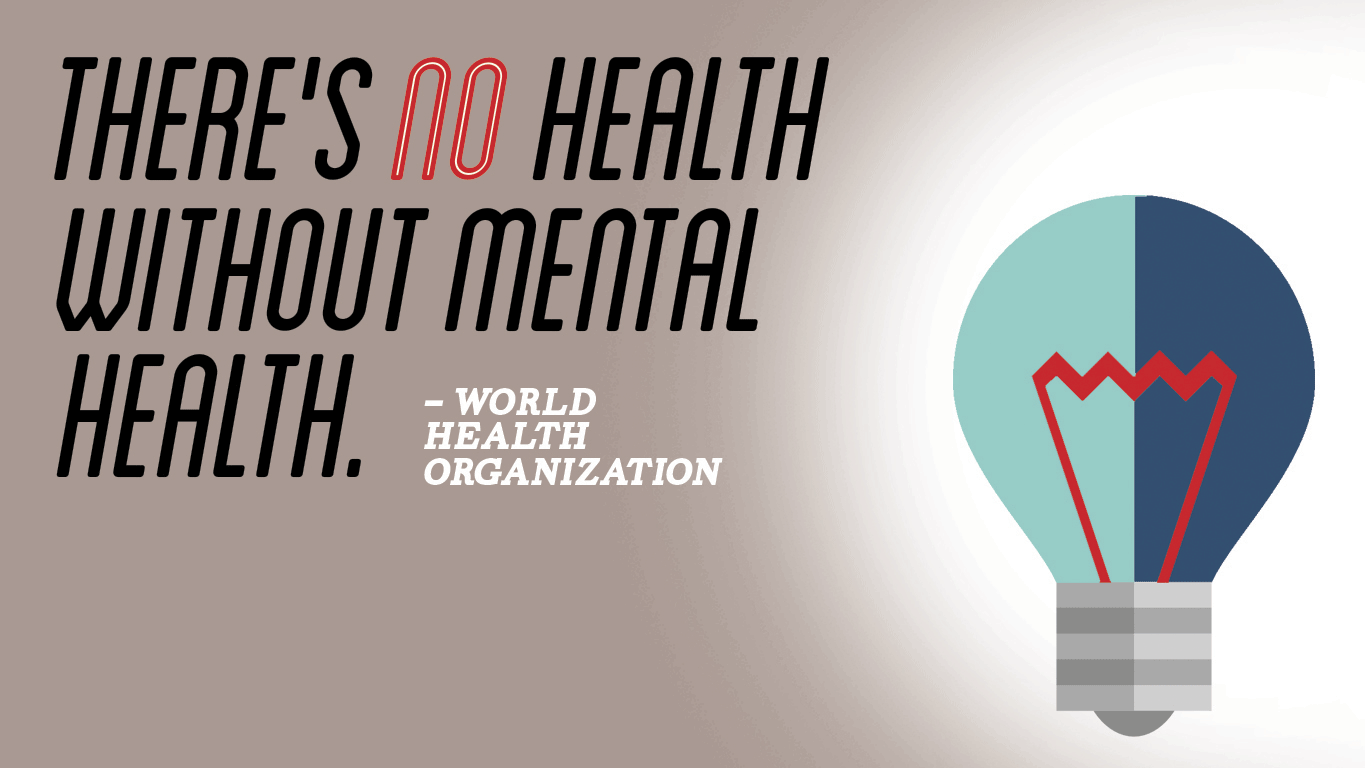 THERE'S NO HEALTH
WITHOUT MENTAL
HEALTH.
– WORLD
HEALTH
ORGANIZATION